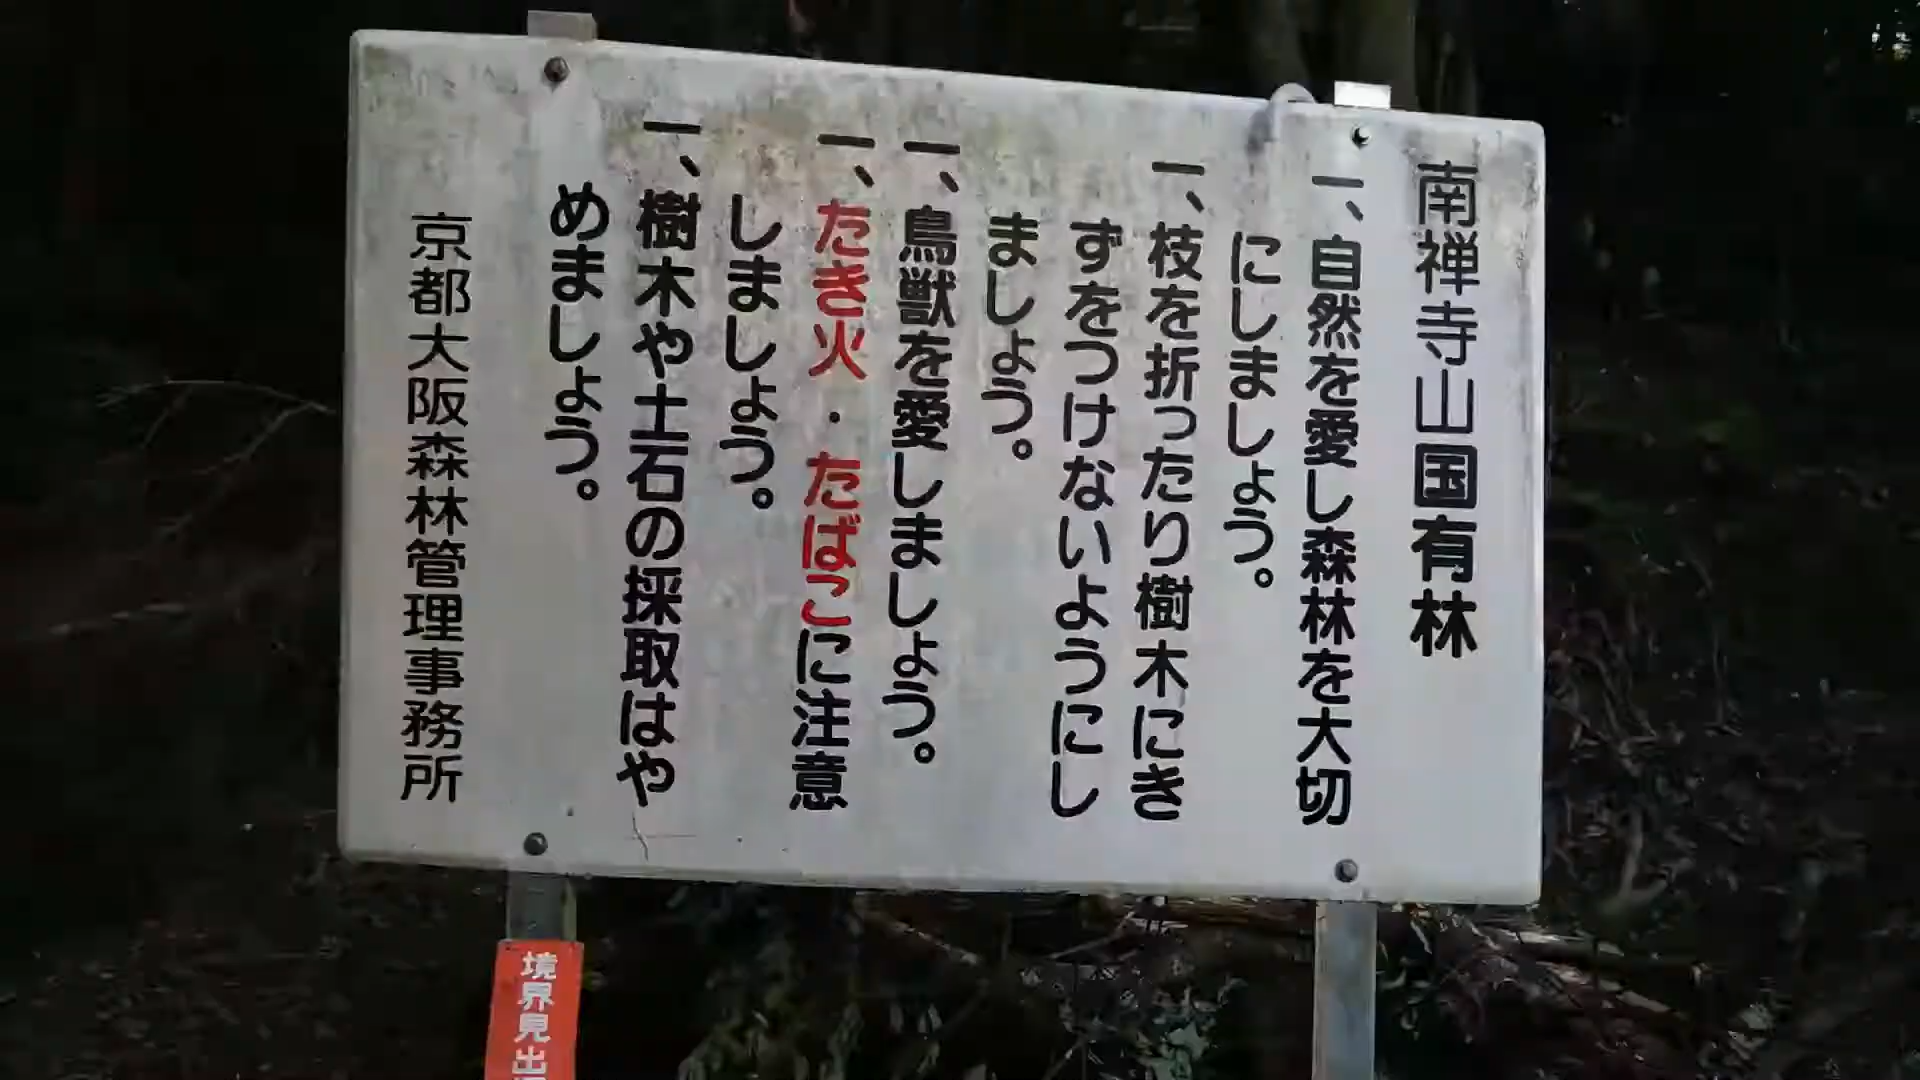 南禅寺山国有林
一、自然を愛し森林を大切
にしましょう。
一、枝を折ったり樹木にき
ずをつけないようにし
ましょう。
一、鳥獣を愛しましょう。
一、たき火・たばこに注意
しましょう。
一、樹木や土石の採取はや
めましょう。
京都大阪森林管理事務所
境界見出